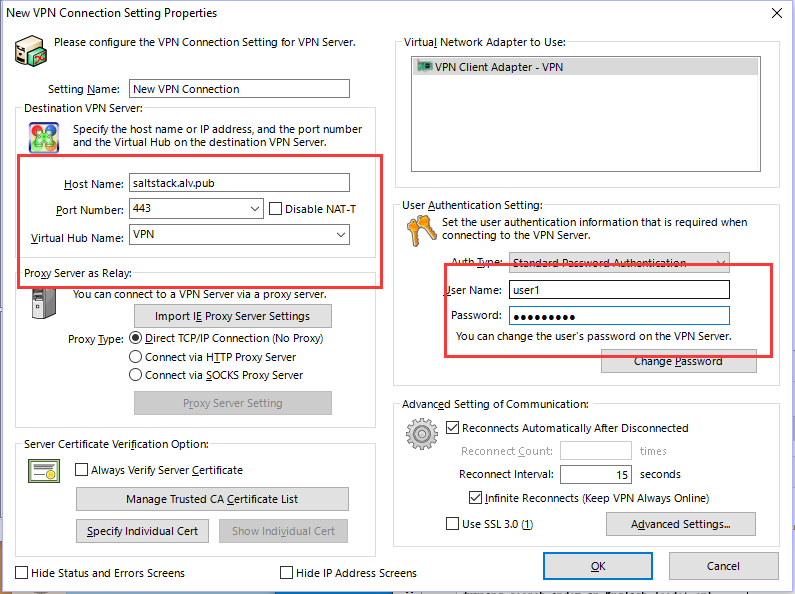 New VPN Connection Setting Properties
Please configure the VPN Connection Setting for VPN Server.
Setting Name: New VPN Connection
Destination VPN Server:
Specify the host name or IP address, and the port number
and the Virtual Hub on the destination VPN Server.
Host Name: saltstack.alv.pub
Port Number: 443 Disable NAT-T
Virtual Hub Name: VPN
Proxy Server as Relay:
You can connect to a VPN Server via a proxy server.
Import IE Proxy Server Settings
Proxy Type: Direct TCP/IP Connection (No Proxy)
Connect via HTTP Proxy Server
Connect via SOCKS Proxy Server
Proxy Server Setting
Server Certificate Verification Option:
Always Verify Server Certificate
Manage Trusted CA Certificate List
Specify Individual Cert Show Individual Cert
Hide Status and Errors Screens Hide IP Address Screens
Virtual Network Adapter to Use:
VPN Client Adapter - VPN
User Authentication Setting:
Set the user authentication information that is required when
connecting to the VPN Server.
Auth Type: Standard Password Authentication
User Name: user1
Password: ●●●●●●●●●
You can change the user's password on the VPN Server.
Change Password
Advanced Setting of Communication:
Reconnects Automatically After Disconnected
Reconnect Count: times
Reconnect Interval: 15 seconds
Infinite Reconnects (Keep VPN Always Online)
Use SSL 3.0 (1) Advanced Settings...
OK Cancel